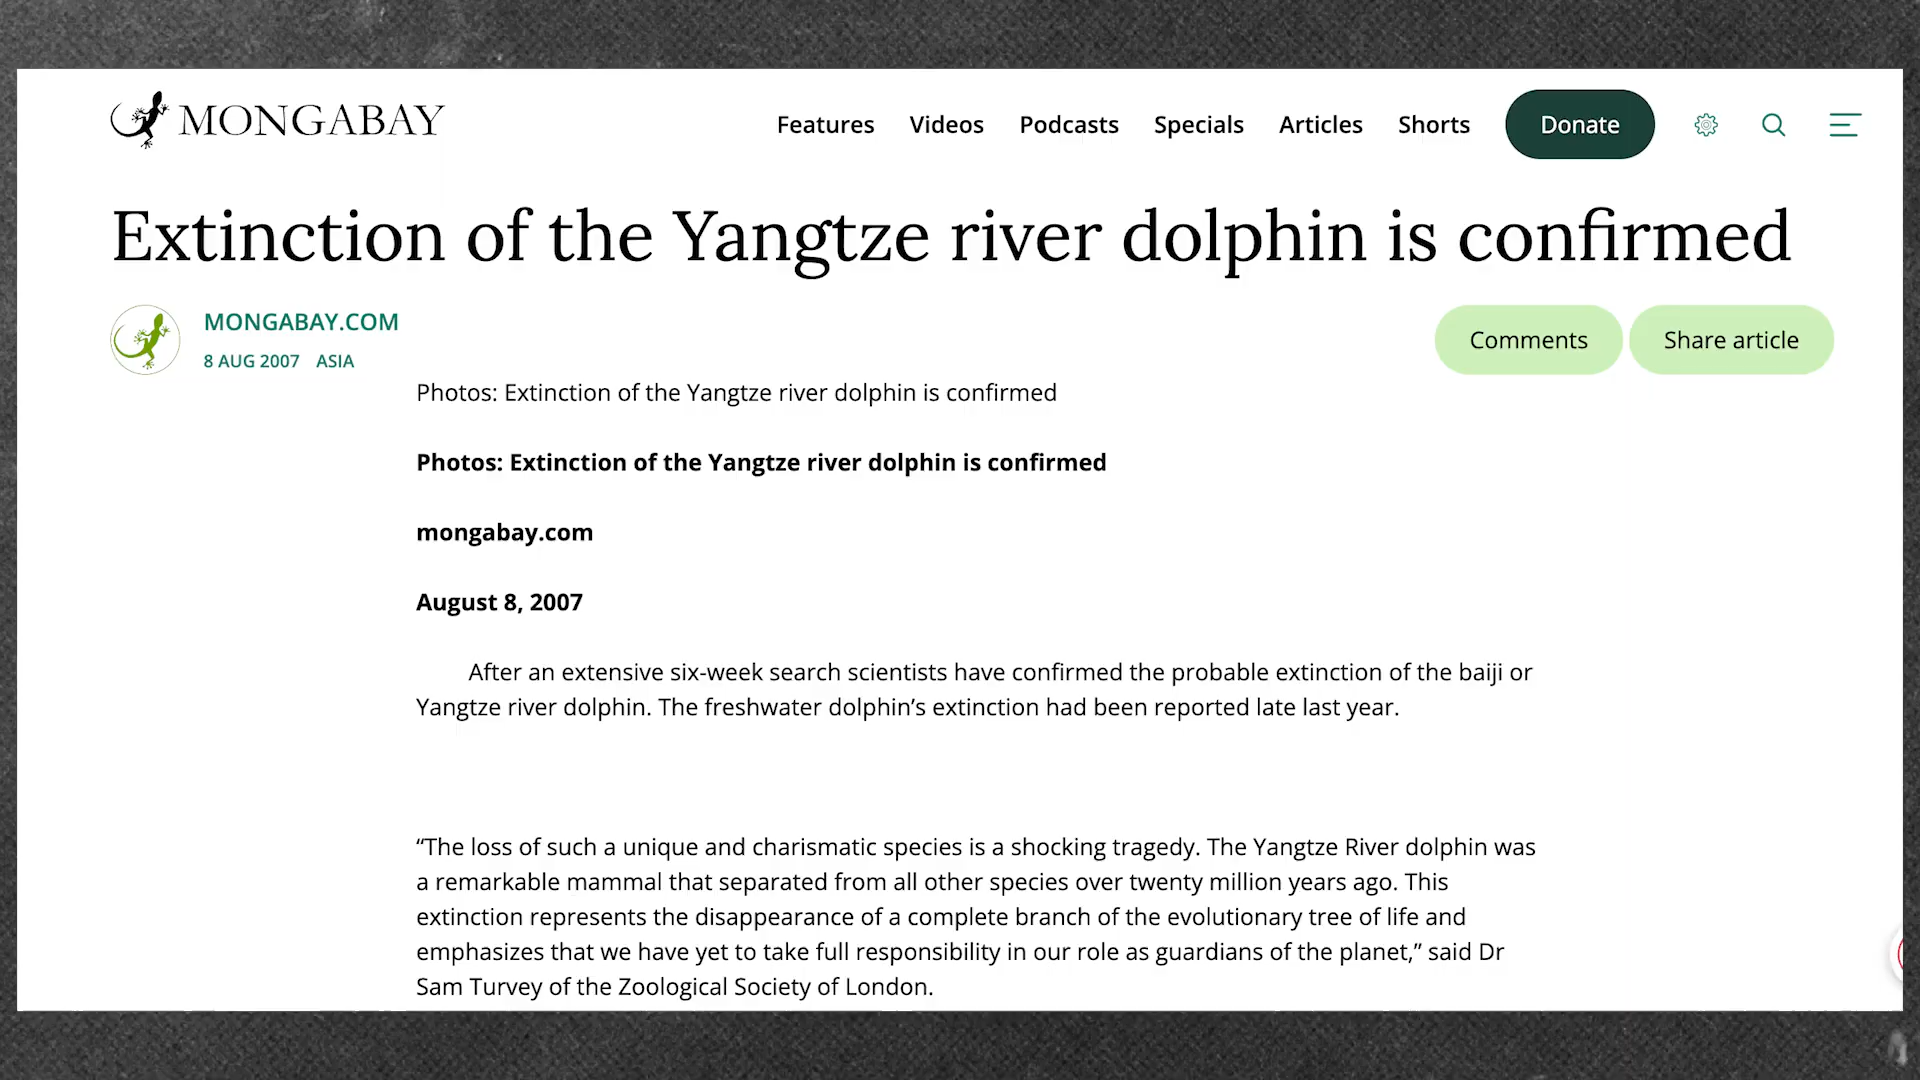 MONGABAY
Features Videos Podcasts Specials Articles Shorts Donate
Extinction of the Yangtze river dolphin is confirmed
MONGABAY.COM
8 AUG 2007 ASIA
Comments Share article
Photos: Extinction of the Yangtze river dolphin is confirmed
Photos: Extinction of the Yangtze river dolphin is confirmed
mongabay.com
August 8, 2007
After an extensive six-week search scientists have confirmed the probable extinction of the baiji or
Yangtze river dolphin. The freshwater dolphin’s extinction had been reported late last year.
“The loss of such a unique and charismatic species is a shocking tragedy. The Yangtze River dolphin was
a remarkable mammal that separated from all other species over twenty million years ago. This
extinction represents the disappearance of a complete branch of the evolutionary tree of life and
emphasizes that we have yet to take full responsibility in our role as guardians of the planet,” said Dr
Sam Turvey of the Zoological Society of London.